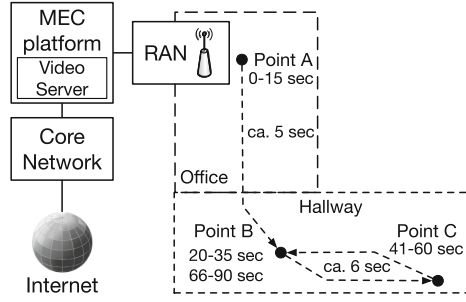 MEC
platform
Video
Server
RAN
Core
Network
Internet
Point A
0-15 sec
ca. 5 sec
Office
Hallway
Point B
20-35 sec
66-90 sec
Point C
41-60 sec
ca. 6 sec